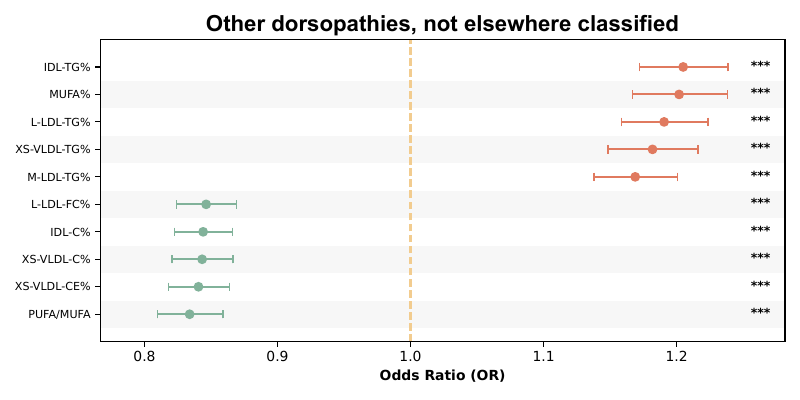 Other dorsopathies, not elsewhere classified
IDL-TG% ***
MUFA% ***
L-LDL-TG% ***
XS-VLDL-TG% ***
M-LDL-TG% ***
L-LDL-FC% ***
IDL-C% ***
XS-VLDL-C% ***
XS-VLDL-CE% ***
PUFA/MUFA ***
0.8 0.9 1.0 1.1 1.2
Odds Ratio (OR)